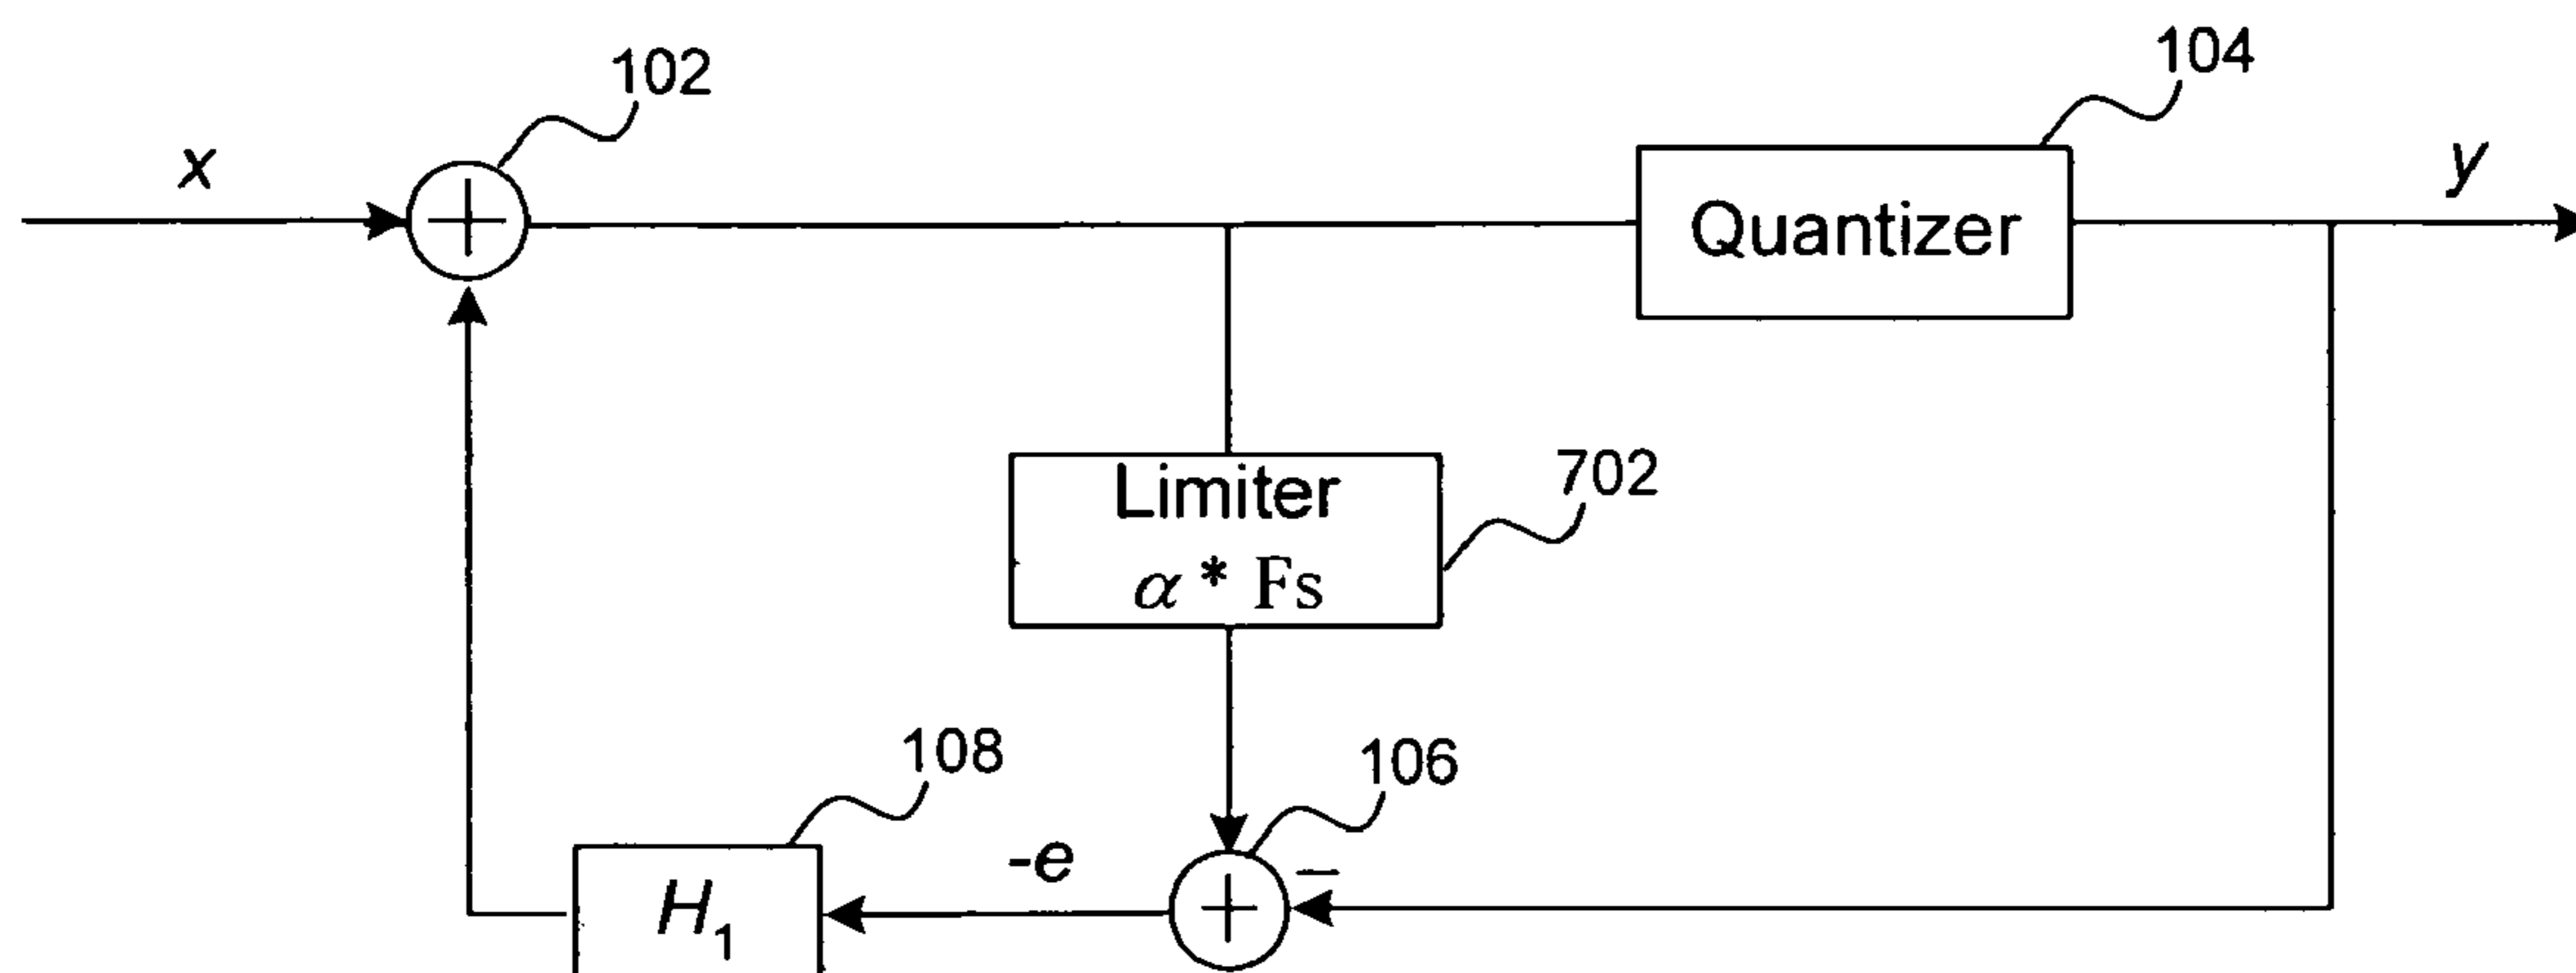 102
104
x
y
Quantizer
Limiter
α * Fs
702
108
106
-e
−
H₁